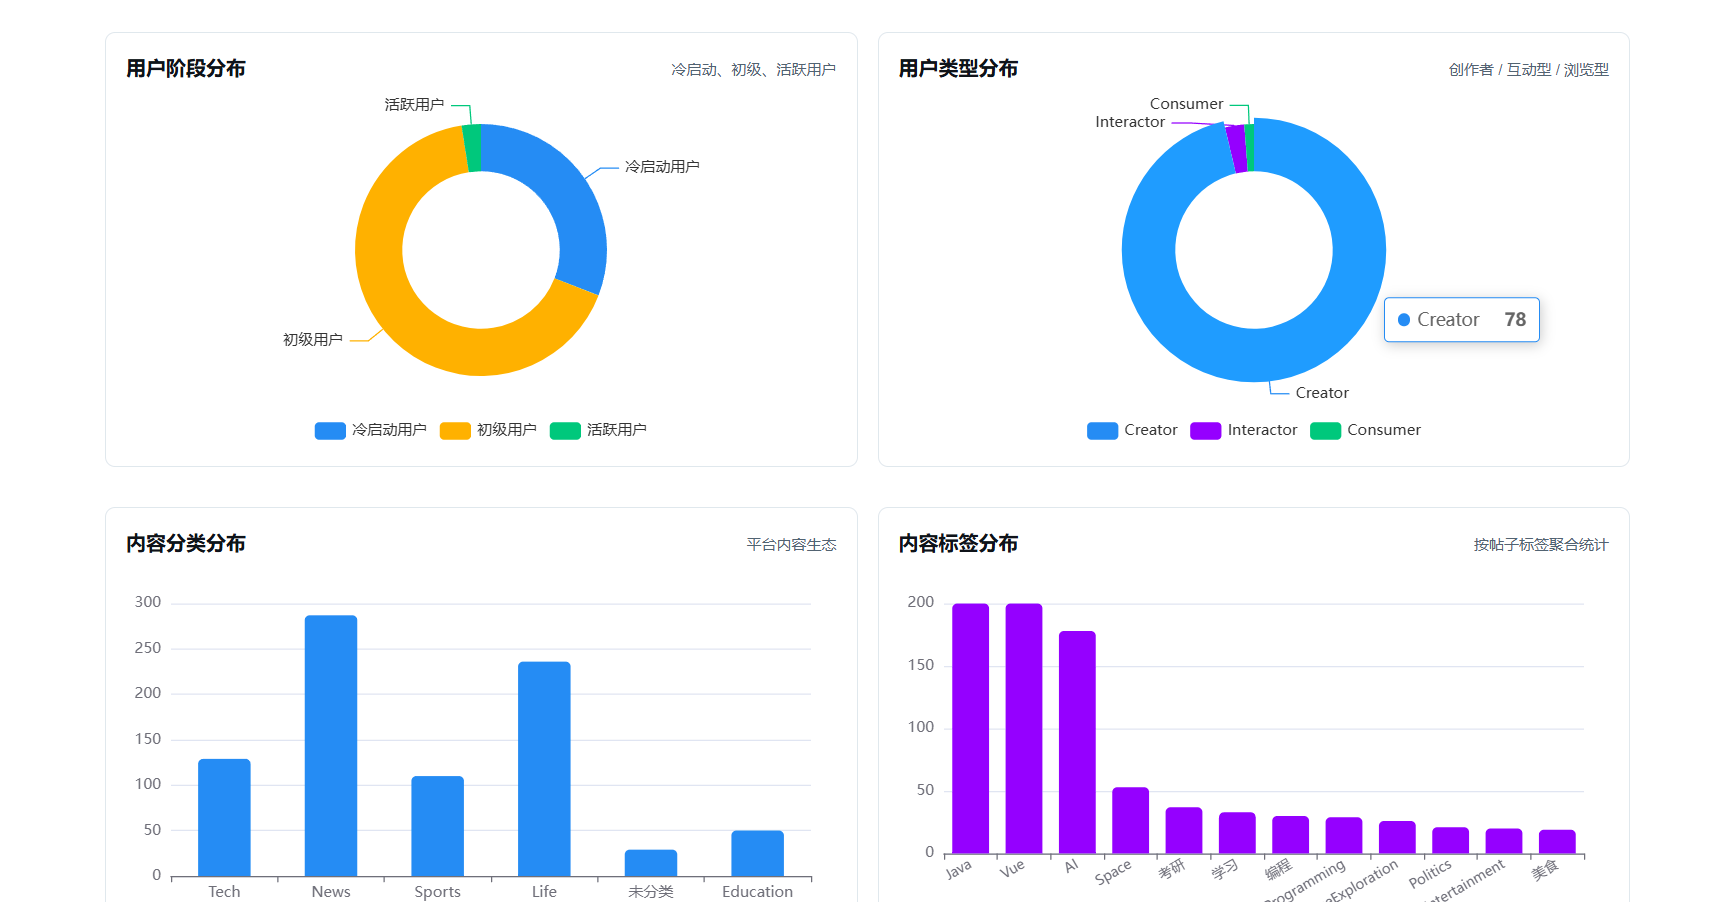 用户阶段分布
冷启动、初级、活跃用户
活跃用户
冷启动用户
初级用户
冷启动用户 初级用户 活跃用户
用户类型分布
创作者 / 互动型 / 浏览型
Consumer
Interactor
Creator 78
Creator
Creator Interactor Consumer
内容分类分布
平台内容生态
300
250
200
150
100
50
0
Tech News Sports Life 未分类 Education
内容标签分布
按帖子标签聚合统计
200
150
100
50
0
Java Vue AI Space 考研 学习 编程 Programming eExploration Politics ntertainment 美食